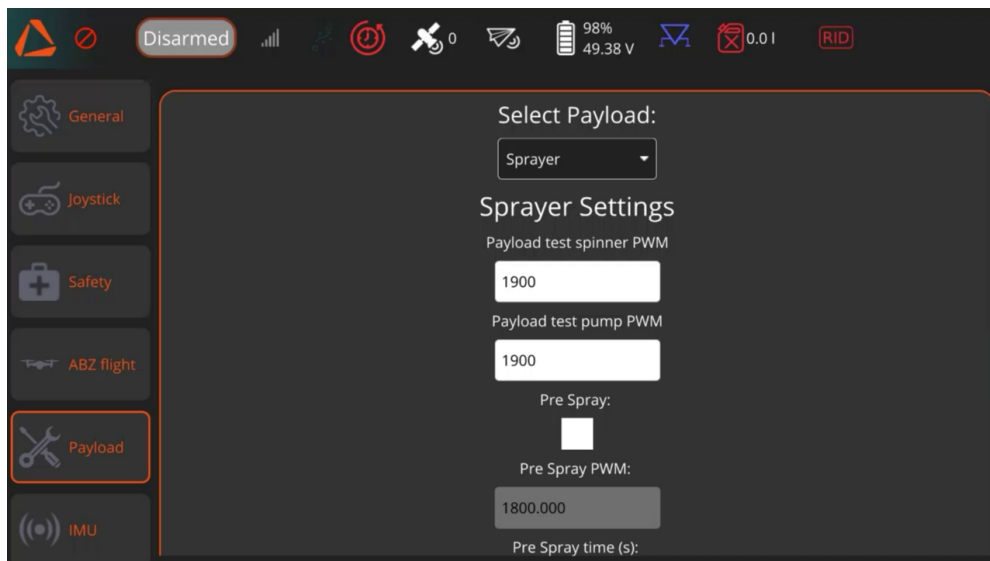 Disarmed
0
98%
49.38 V
0.0 l
RID
General
Joystick
Safety
ABZ flight
Payload
IMU
Select Payload:
Sprayer
Sprayer Settings
Payload test spinner PWM
1900
Payload test pump PWM
1900
Pre Spray:
Pre Spray PWM:
1800.000
Pre Spray time (s):